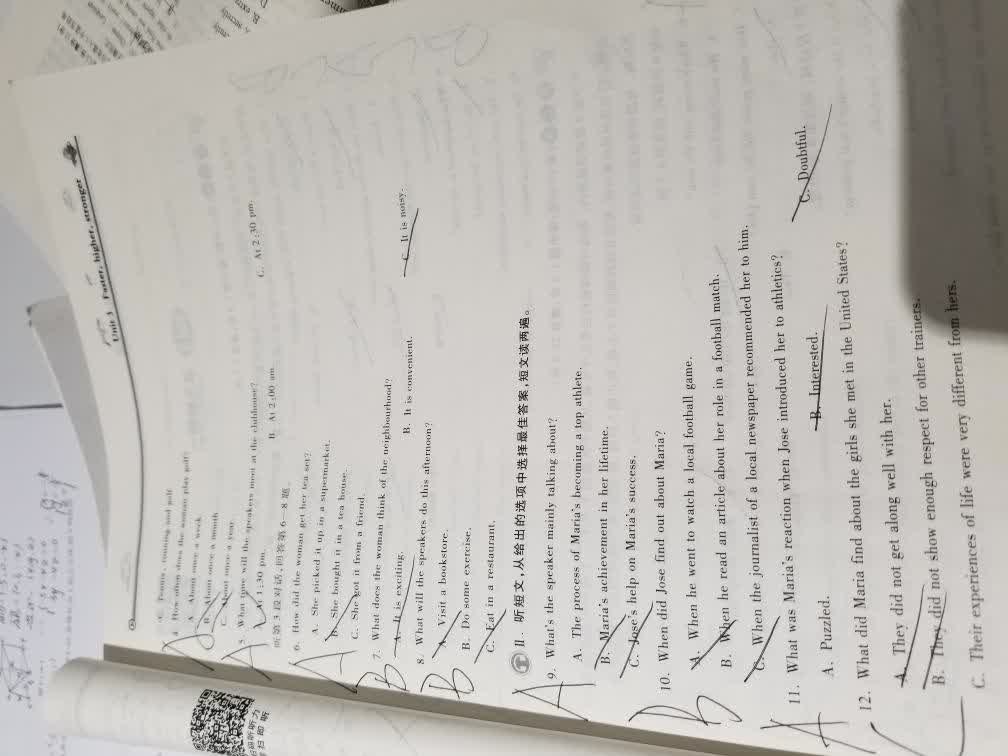 Unit 3 Faster, higher, stronger
C. Tennis, running and golf.
4. How often does the woman play golf?
A. About once a week.
B. About once a month.
C. About once a year.
5. What time will the speakers meet at the clubhouse?
A. At 1:30 pm. B. At 2:00 am. C. At 2:30 pm.
听第3段对话,回答第6~8题。
6. How did the woman get her tea set?
A. She picked it up in a supermarket.
B. She bought it in a tea house.
C. She got it from a friend.
7. What does the woman think of the neighbourhood?
A. It is exciting. B. It is convenient. C. It is noisy.
8. What will the speakers do this afternoon?
A. Visit a bookstore.
B. Do some exercise.
C. Eat in a restaurant.
Ⅱ. 听短文,从给出的选项中选择最佳答案,短文读两遍。
9. What's the speaker mainly talking about?
A. The process of Maria's becoming a top athlete.
B. Maria's achievement in her lifetime.
C. Jose's help on Maria's success.
10. When did Jose find out about Maria?
A. When he went to watch a local football game.
B. When he read an article about her role in a football match.
C. When the journalist of a local newspaper recommended her to him.
11. What was Maria's reaction when Jose introduced her to athletics?
A. Puzzled. B. Interested. C. Doubtful.
12. What did Maria find about the girls she met in the United States?
A. They did not get along well with her.
B. They did not show enough respect for other trainers.
C. Their experiences of life were very different from hers.
A
A
A
B
B
A
B
A
C